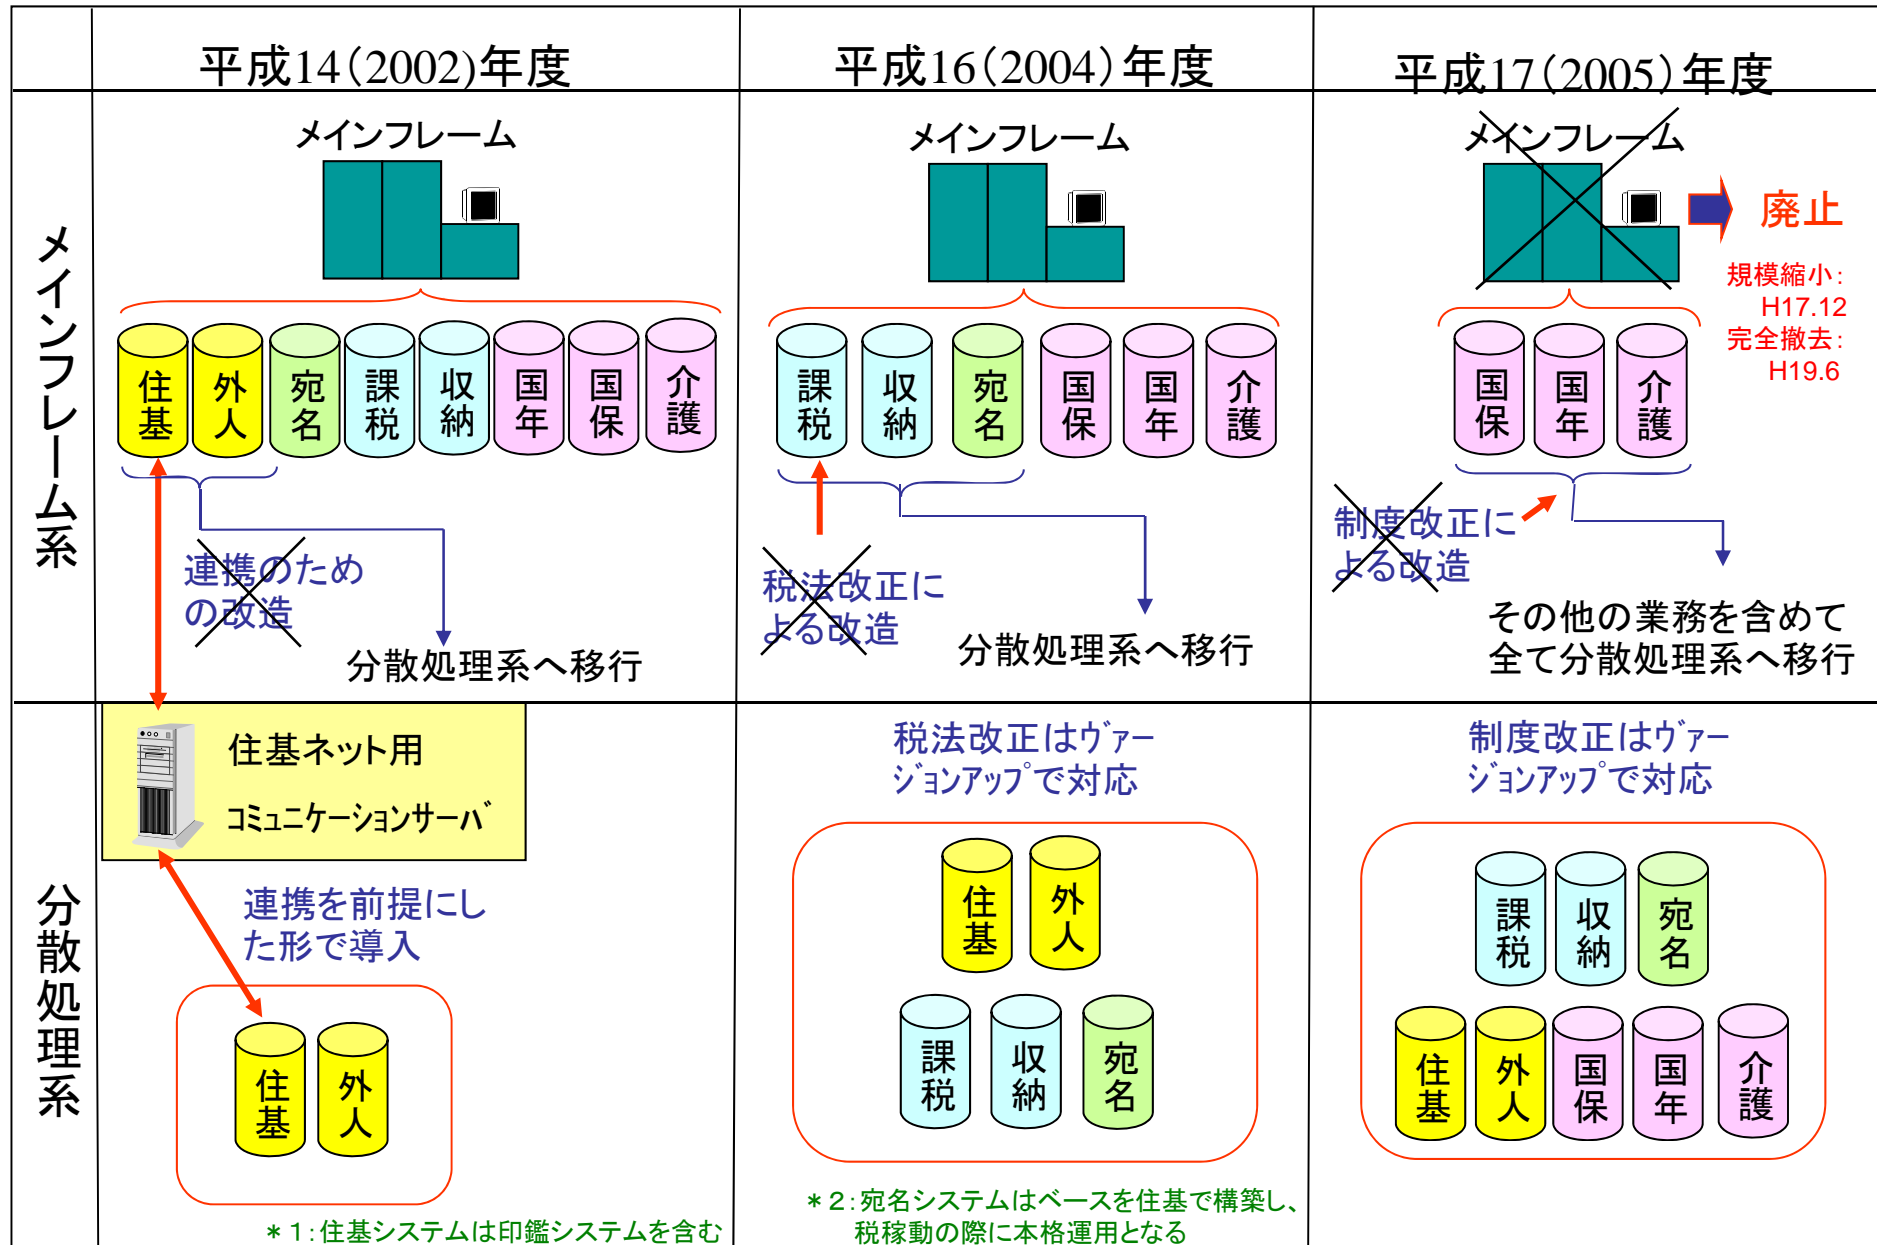 平成14(2002)年度
平成16(2004)年度
平成17(2005)年度
メインフレーム系
メインフレーム
住基
外人
宛名
課税
収納
国年
国保
介護
連携のため
の改造
分散処理系へ移行
メインフレーム
課税
収納
宛名
国保
国年
介護
税法改正に
よる改造
分散処理系へ移行
メインフレーム
廃止
規模縮小:
H17.12
完全撤去:
H19.6
国保
国年
介護
制度改正に
よる改造
その他の業務を含めて
全て分散処理系へ移行
分散処理系
住基ネット用
コミュニケーションサーバ
連携を前提にし
た形で導入
住基
外人
*1:住基システムは印鑑システムを含む
税法改正はヴァー
ジョンアップで対応
住基
外人
課税
収納
宛名
*2:宛名システムはベースを住基で構築し、
税稼動の際に本格運用となる
制度改正はヴァー
ジョンアップで対応
課税
収納
宛名
住基
外人
国保
国年
介護